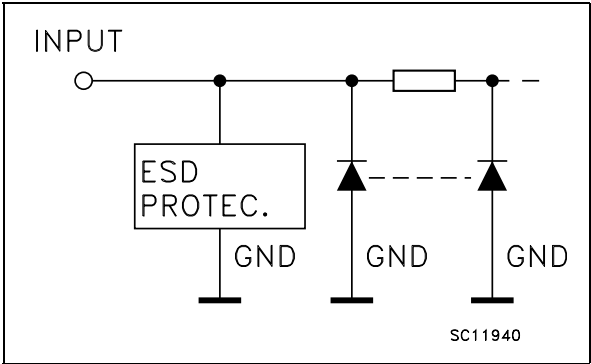 INPUT
ESD
PROTEC.
GND
GND
GND
SC11940